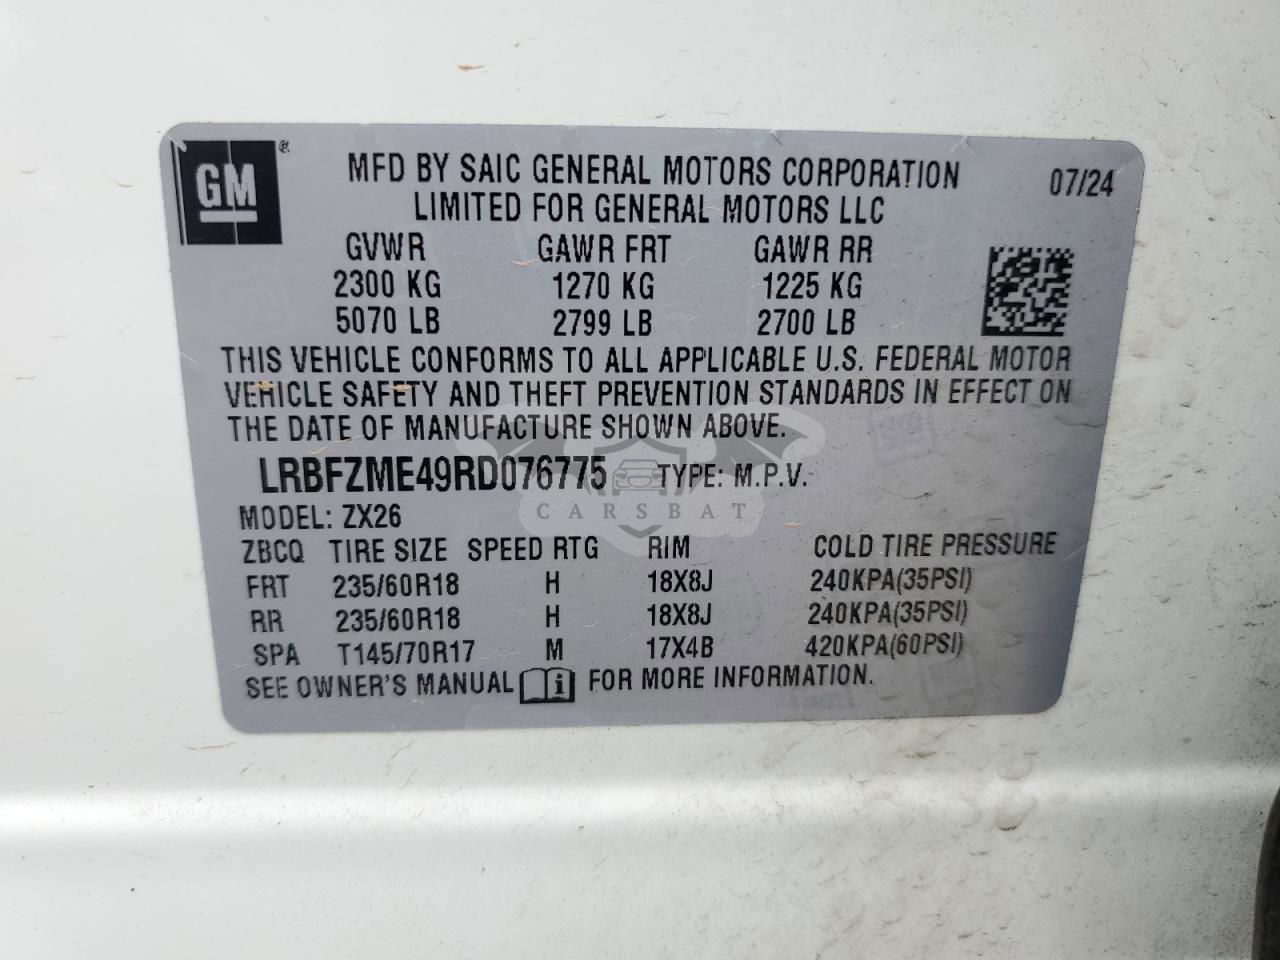 GM ®
MFD BY SAIC GENERAL MOTORS CORPORATION 07/24
LIMITED FOR GENERAL MOTORS LLC
GVWR GAWR FRT GAWR RR
2300 KG 1270 KG 1225 KG
5070 LB 2799 LB 2700 LB
THIS VEHICLE CONFORMS TO ALL APPLICABLE U.S. FEDERAL MOTOR
VEHICLE SAFETY AND THEFT PREVENTION STANDARDS IN EFFECT ON
THE DATE OF MANUFACTURE SHOWN ABOVE.
LRBFZME49RD076775 TYPE: M.P.V.
CARSBAT
MODEL: ZX26
ZBCQ TIRE SIZE SPEED RTG RIM COLD TIRE PRESSURE
FRT 235/60R18 H 18X8J 240KPA(35PSI)
RR 235/60R18 H 18X8J 240KPA(35PSI)
SPA T145/70R17 M 17X4B 420KPA(60PSI)
SEE OWNER'S MANUAL i FOR MORE INFORMATION.